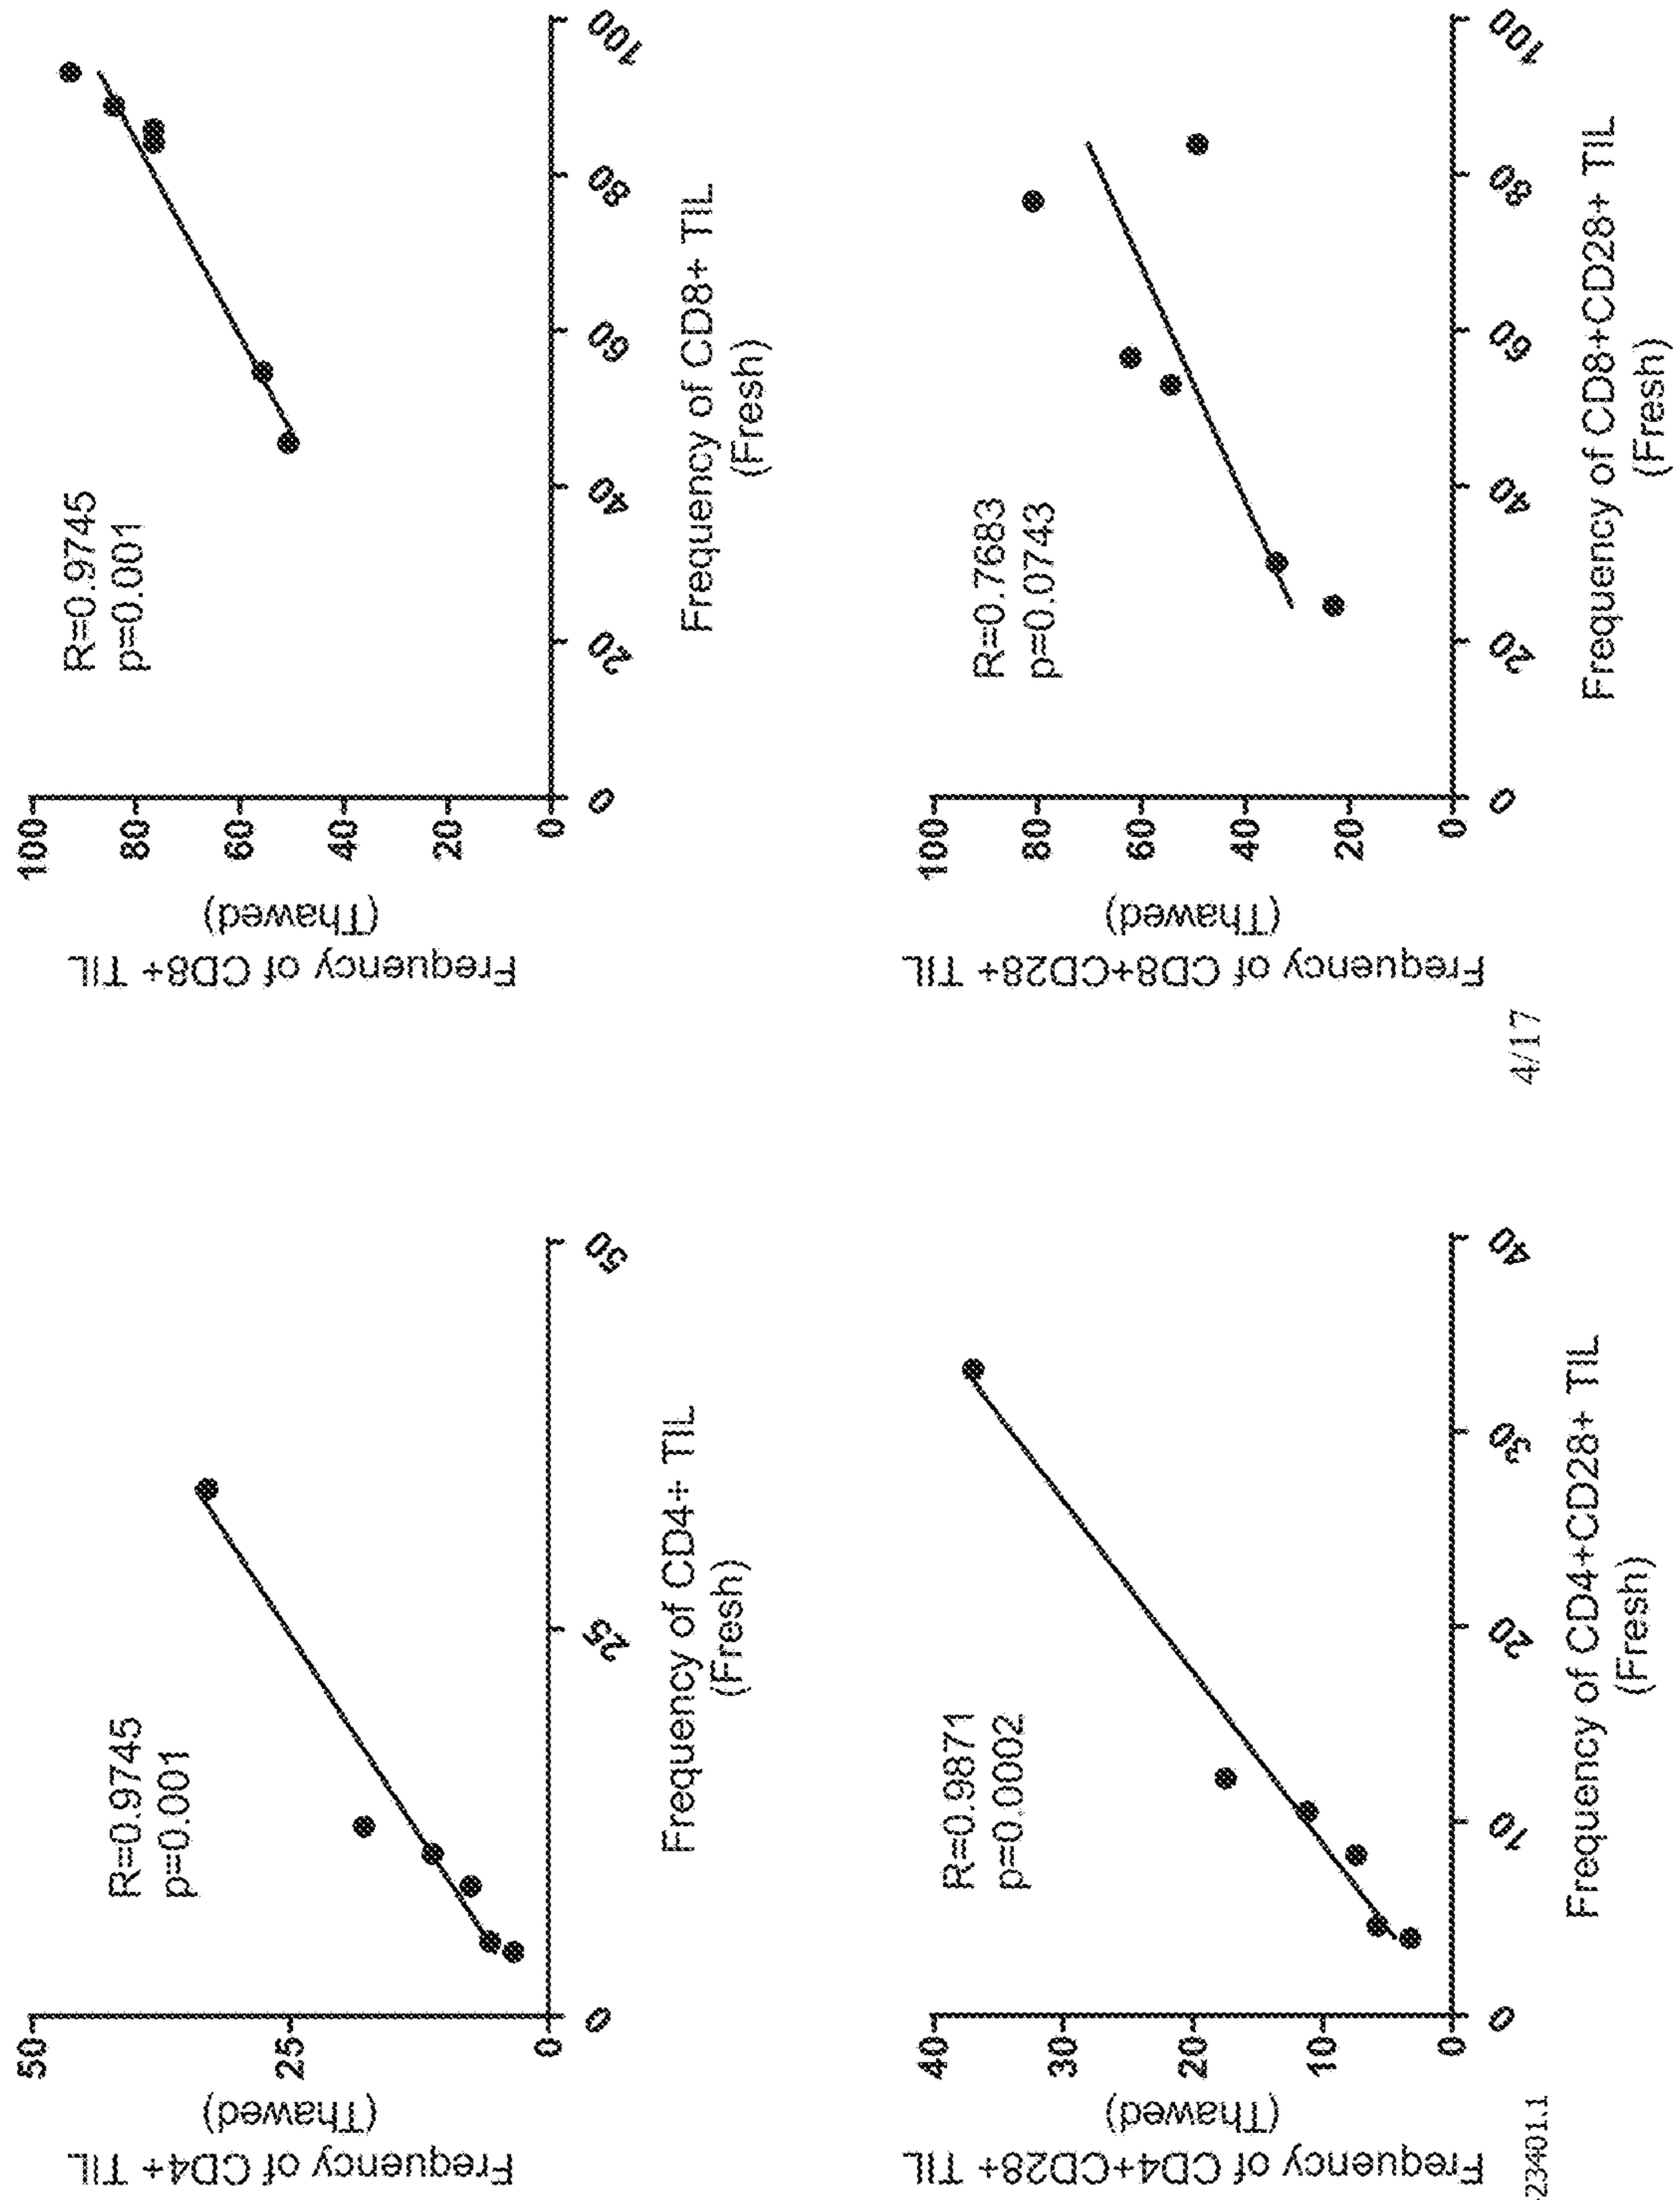 Frequency of CD4+ TIL
(Thawed)
50
25
0
R=0.9745
p=0.001
0
25
50
Frequency of CD4+ TIL
(Fresh)
Frequency of CD8+ TIL
(Thawed)
100
80
60
40
20
0
R=0.9745
p=0.001
0
20
40
60
80
100
Frequency of CD8+ TIL
(Fresh)
Frequency of CD4+CD28+ TIL
(Thawed)
40
30
20
10
0
R=0.9871
p=0.0002
0
10
20
30
40
Frequency of CD4+CD28+ TIL
(Fresh)
Frequency of CD8+CD28+ TIL
(Thawed)
100
80
60
40
20
0
R=0.7683
p=0.0743
0
20
40
60
80
100
Frequency of CD8+CD28+ TIL
(Fresh)
4/17
23401.1